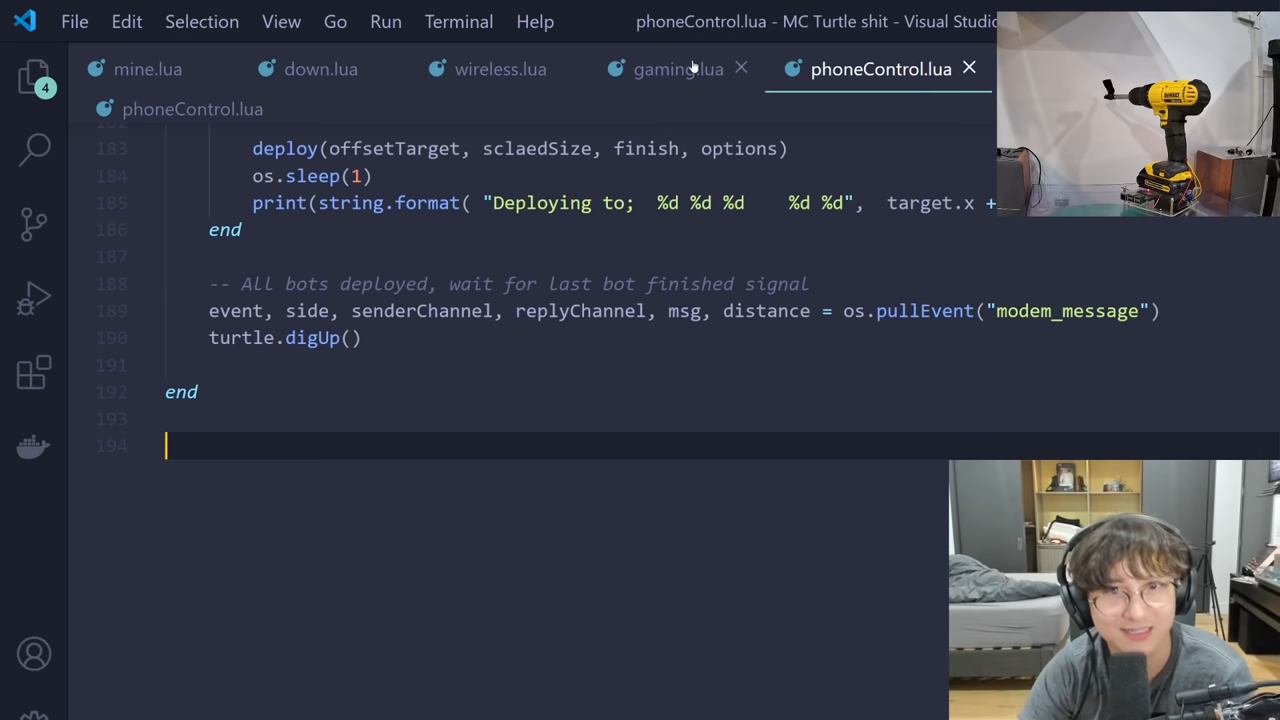 File Edit Selection View Go Run Terminal Help phoneControl.lua - MC Turtle shit - Visual Studio
mine.lua down.lua wireless.lua gaming.lua phoneControl.lua
4
phoneControl.lua
183 deploy(offsetTarget, sclaedSize, finish, options)
184 os.sleep(1)
185 print(string.format( "Deploying to;  %d %d %d    %d %d",  target.x +
186 end
187
188 -- All bots deployed, wait for last bot finished signal
189 event, side, senderChannel, replyChannel, msg, distance = os.pullEvent("modem_message")
190 turtle.digUp()
191
192 end
193
194
DEWALT